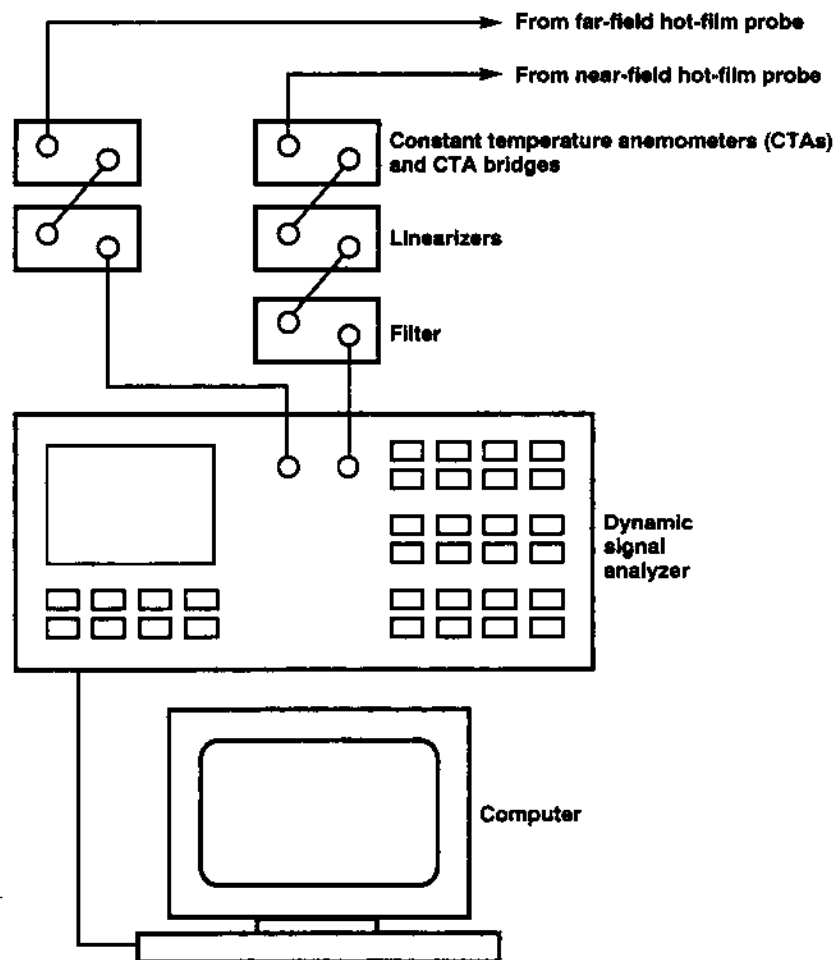 From far-field hot-film probe
From near-field hot-film probe
Constant temperature anemometers (CTAs)
and CTA bridges
Linearizers
Filter
Dynamic
signal
analyzer
Computer